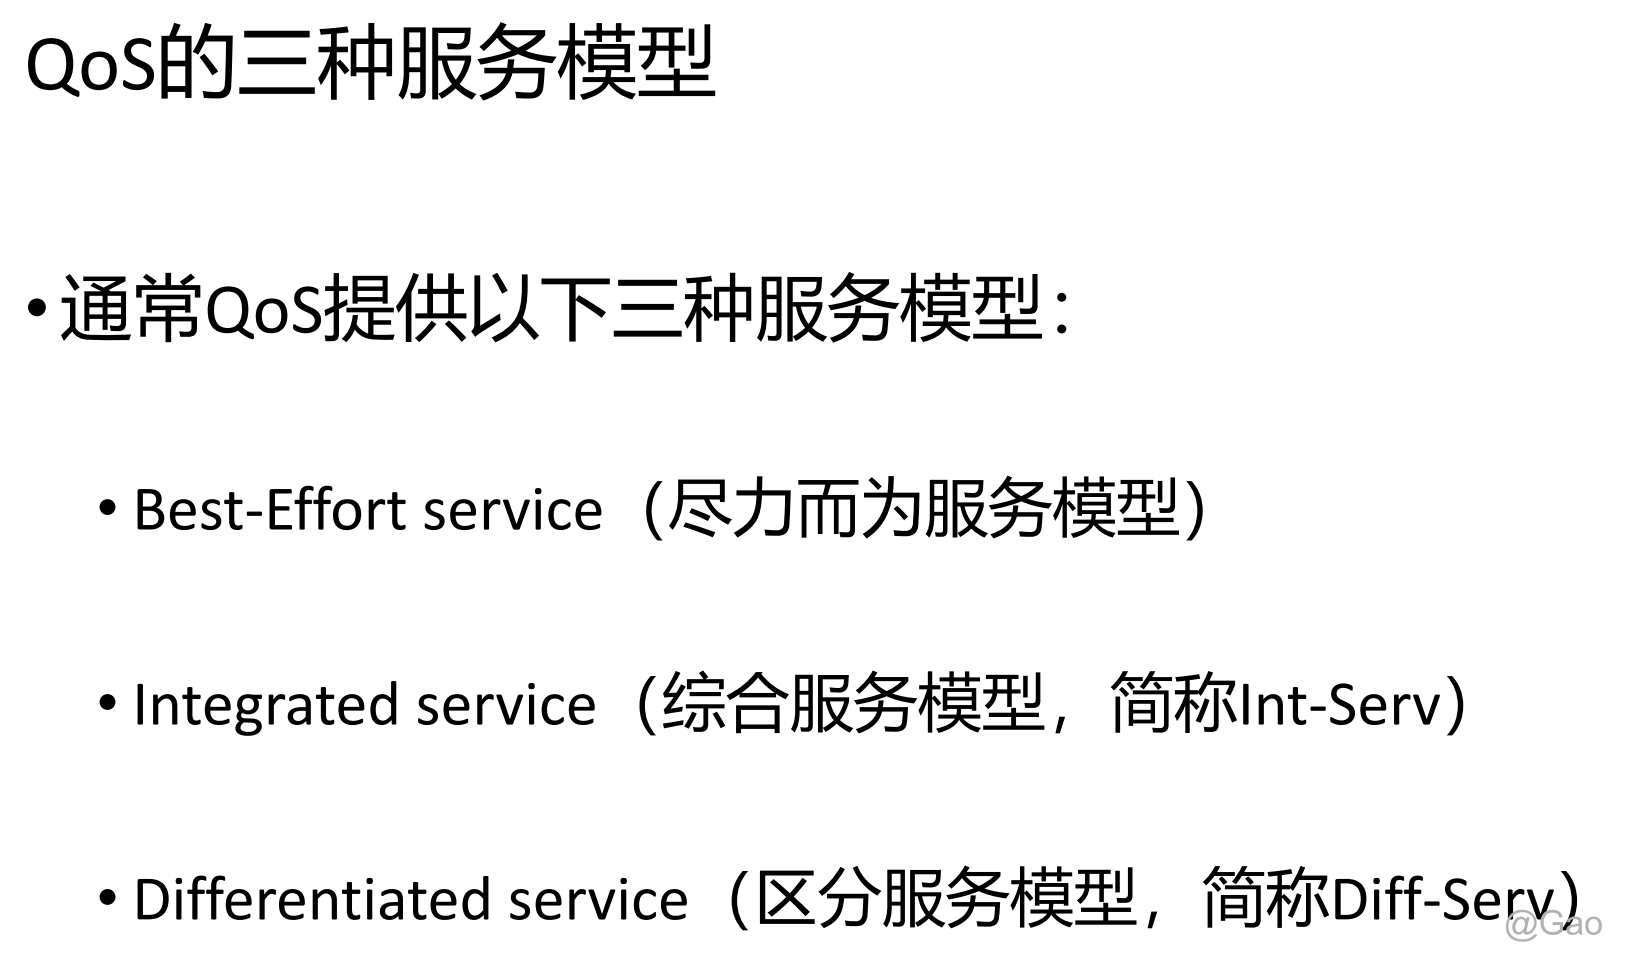 QoS的三种服务模型
•通常QoS提供以下三种服务模型：
• Best-Effort service（尽力而为服务模型）
• Integrated service（综合服务模型，简称Int-Serv）
• Differentiated service（区分服务模型，简称Diff-Serv）
@Gao